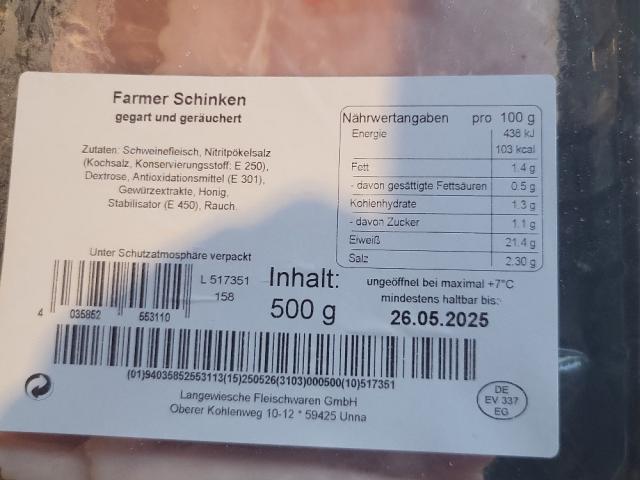 Farmer Schinken
gegart und geräuchert
Zutaten: Schweinefleisch, Nitritpökelsalz
(Kochsalz, Konservierungsstoff: E 250),
Dextrose, Antioxidationsmittel (E 301),
Gewürzextrakte, Honig,
Stabilisator (E 450), Rauch.
Nährwertangaben pro 100 g
Energie 438 kJ
103 kcal
Fett 1.4 g
- davon gesättigte Fettsäuren 0.5 g
Kohlenhydrate 1.3 g
- davon Zucker 1.1 g
Eiweiß 21.4 g
Salz 2.30 g
Unter Schutzatmosphäre verpackt
L 517351
158
4 035852 553110
Inhalt:
500 g
ungeöffnet bei maximal +7°C
mindestens haltbar bis:
26.05.2025
(01)94035852553113(15)250526(3103)000500(10)517351
Langewiesche Fleischwaren GmbH
Oberer Kohlenweg 10-12 * 59425 Unna
DE
EV 337
EG